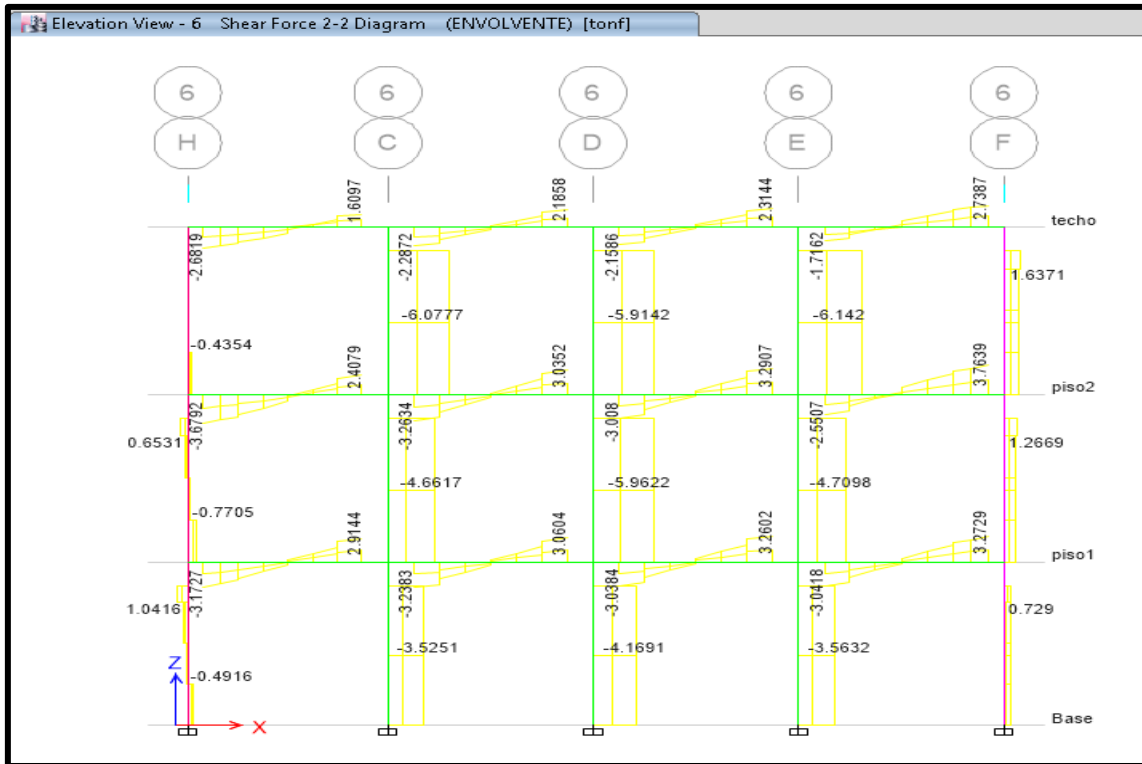 Elevation View - 6 Shear Force 2-2 Diagram (ENVOLVENTE) [tonf]
6 6 6 6 6
H C D E F
1.6097 2.1858 2.3144 2.7387
techo
-2.6819 -2.2872 -2.1586 -1.7162
1.6371
-6.0777 -5.9142 -6.142
-0.4354
2.4079 3.0352 3.2907 3.7639
piso2
-3.6792 -3.2634 -3.008 -2.5507
0.6531 1.2669
-4.6617 -5.9622 -4.7098
-0.7705
2.9144 3.0604 3.2602 3.2729
piso1
-3.1727 -3.2383 -3.0384 -3.0418
1.0416 0.729
-3.5251 -4.1691 -3.5632
Z
-0.4916
X
Base